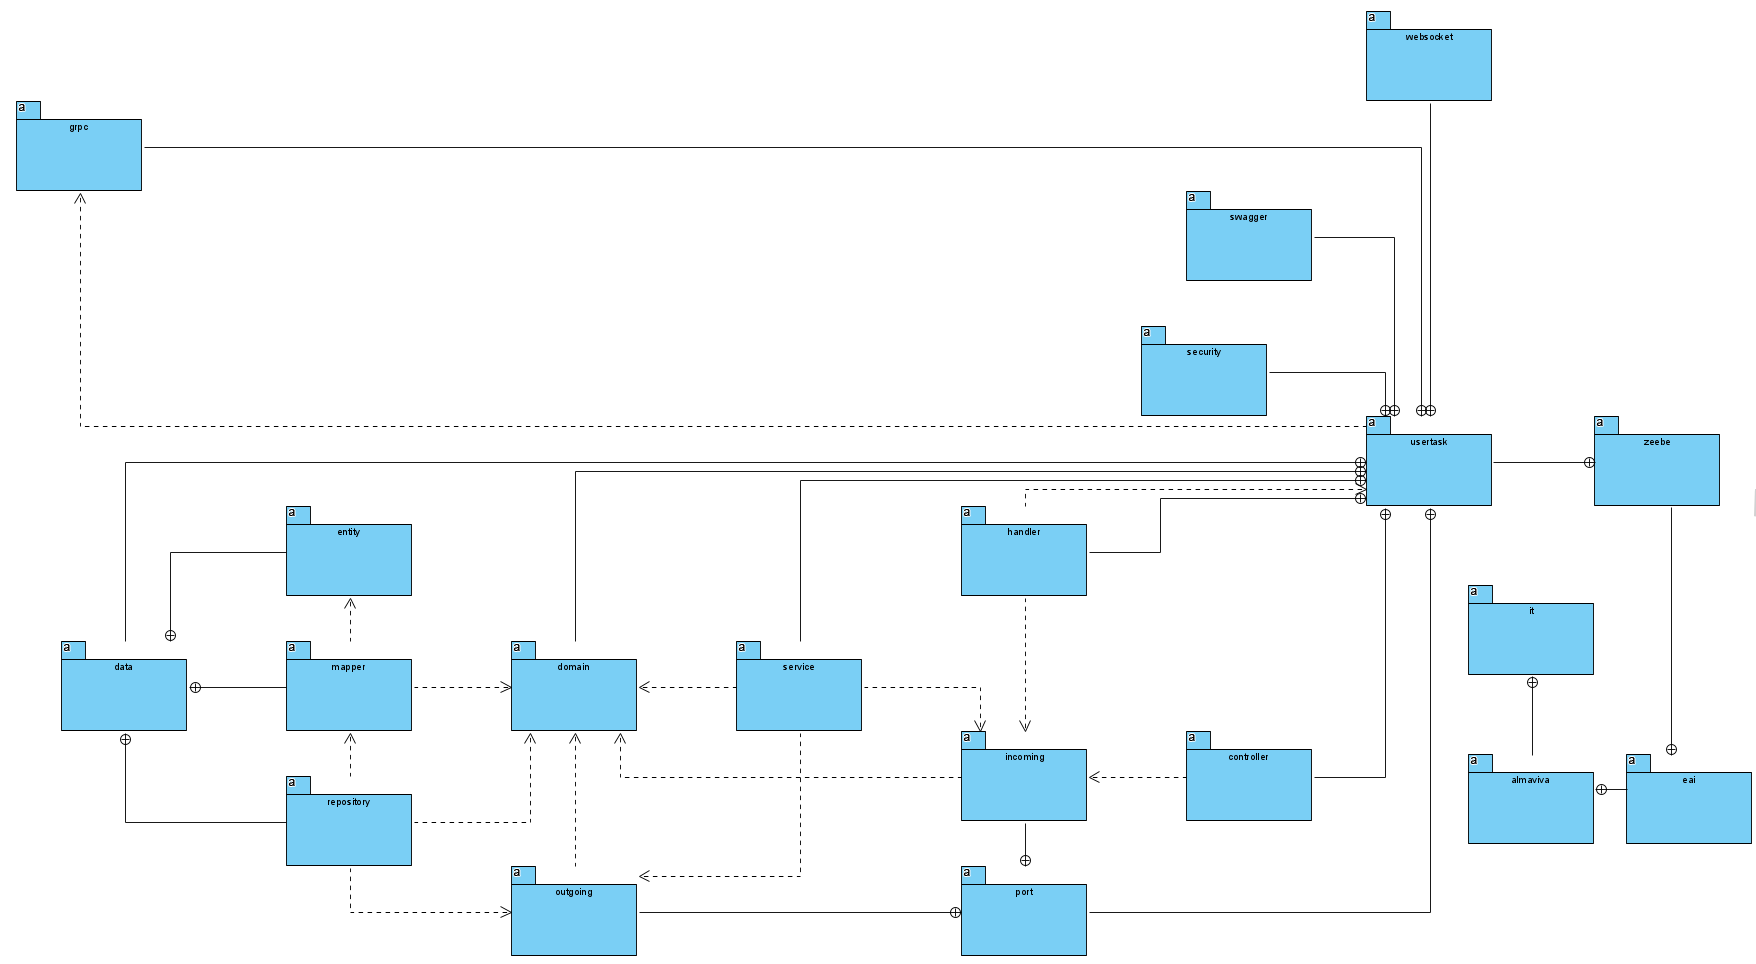 a
websocket
a
grpc
a
swagger
a
security
a
usertask
a
zeebe
a
entity
a
handler
a
it
a
data
a
mapper
a
domain
a
service
a
incoming
a
controller
a
almaviva
a
eai
a
repository
a
outgoing
a
port